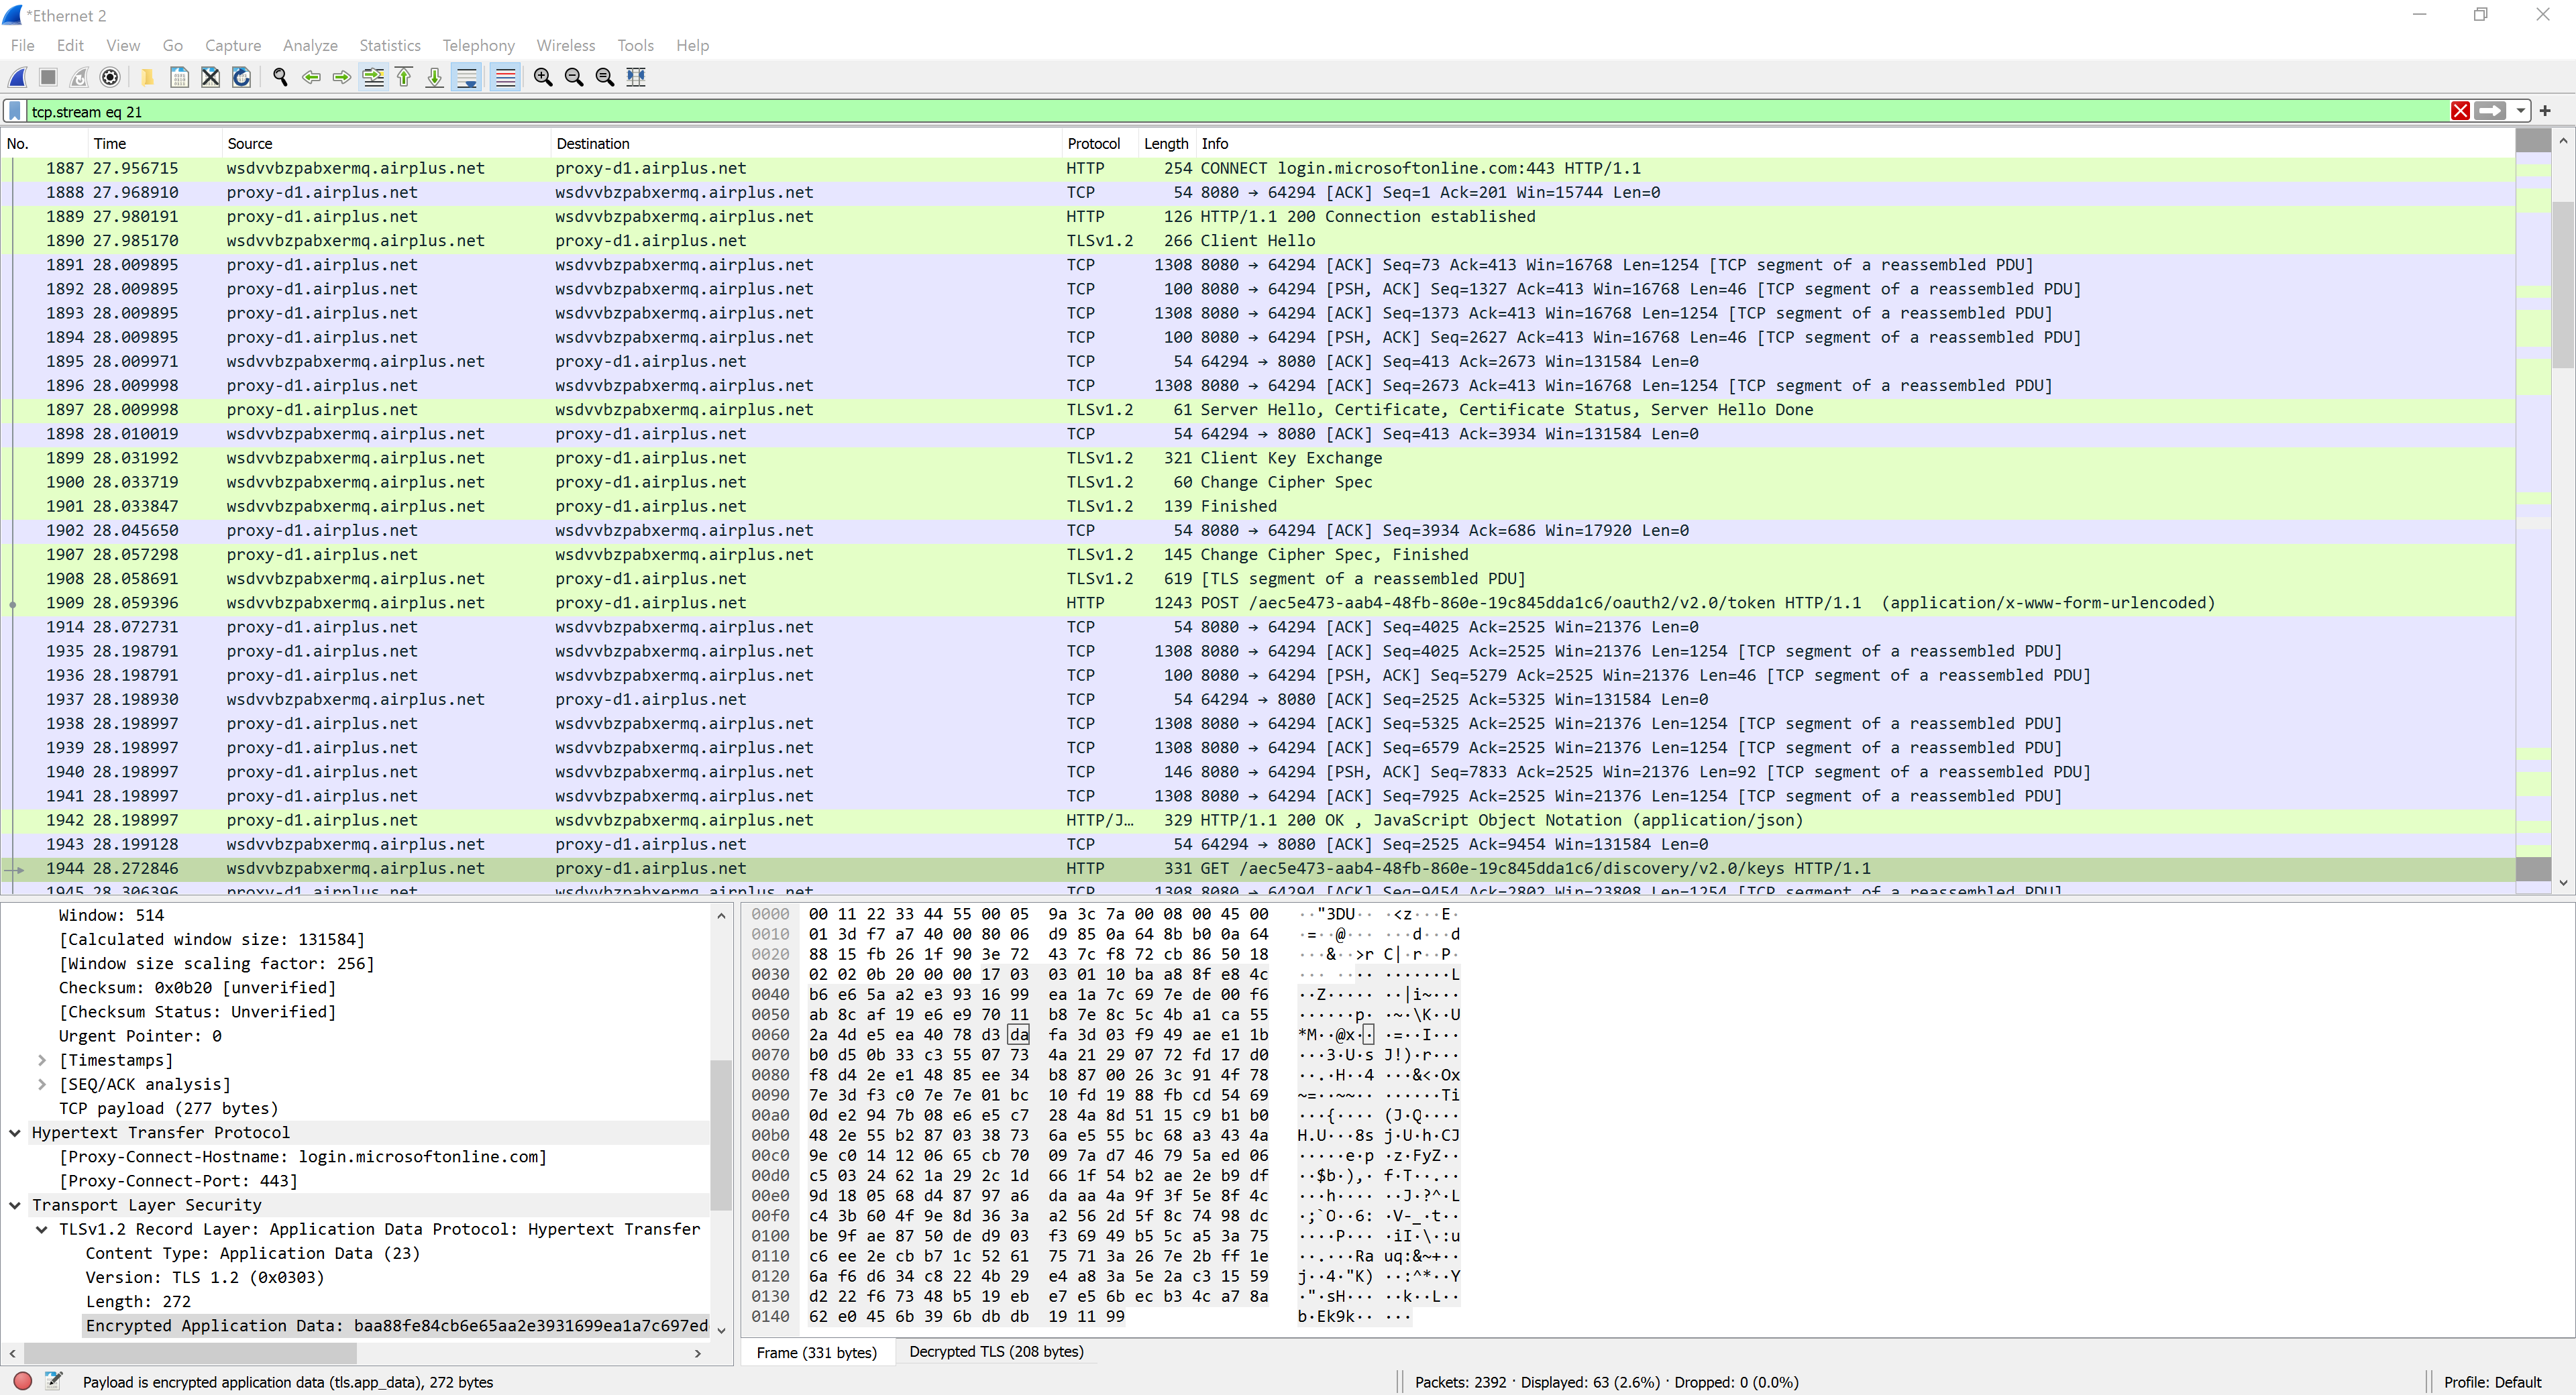 *Ethernet 2
File Edit View Go Capture Analyze Statistics Telephony Wireless Tools Help
tcp.stream eq 21
No. Time Source Destination Protocol Length Info
1887 27.956715 wsdvvbzpabxermq.airplus.net proxy-d1.airplus.net HTTP 254 CONNECT login.microsoftonline.com:443 HTTP/1.1
1888 27.968910 proxy-d1.airplus.net wsdvvbzpabxermq.airplus.net TCP 54 8080 → 64294 [ACK] Seq=1 Ack=201 Win=15744 Len=0
1889 27.980191 proxy-d1.airplus.net wsdvvbzpabxermq.airplus.net HTTP 126 HTTP/1.1 200 Connection established
1890 27.985170 wsdvvbzpabxermq.airplus.net proxy-d1.airplus.net TLSv1.2 266 Client Hello
1891 28.009895 proxy-d1.airplus.net wsdvvbzpabxermq.airplus.net TCP 1308 8080 → 64294 [ACK] Seq=73 Ack=413 Win=16768 Len=1254 [TCP segment of a reassembled PDU]
1892 28.009895 proxy-d1.airplus.net wsdvvbzpabxermq.airplus.net TCP 100 8080 → 64294 [PSH, ACK] Seq=1327 Ack=413 Win=16768 Len=46 [TCP segment of a reassembled PDU]
1893 28.009895 proxy-d1.airplus.net wsdvvbzpabxermq.airplus.net TCP 1308 8080 → 64294 [ACK] Seq=1373 Ack=413 Win=16768 Len=1254 [TCP segment of a reassembled PDU]
1894 28.009895 proxy-d1.airplus.net wsdvvbzpabxermq.airplus.net TCP 100 8080 → 64294 [PSH, ACK] Seq=2627 Ack=413 Win=16768 Len=46 [TCP segment of a reassembled PDU]
1895 28.009971 wsdvvbzpabxermq.airplus.net proxy-d1.airplus.net TCP 54 64294 → 8080 [ACK] Seq=413 Ack=2673 Win=131584 Len=0
1896 28.009998 proxy-d1.airplus.net wsdvvbzpabxermq.airplus.net TCP 1308 8080 → 64294 [ACK] Seq=2673 Ack=413 Win=16768 Len=1254 [TCP segment of a reassembled PDU]
1897 28.009998 proxy-d1.airplus.net wsdvvbzpabxermq.airplus.net TLSv1.2 61 Server Hello, Certificate, Certificate Status, Server Hello Done
1898 28.010019 wsdvvbzpabxermq.airplus.net proxy-d1.airplus.net TCP 54 64294 → 8080 [ACK] Seq=413 Ack=3934 Win=131584 Len=0
1899 28.031992 wsdvvbzpabxermq.airplus.net proxy-d1.airplus.net TLSv1.2 321 Client Key Exchange
1900 28.033719 wsdvvbzpabxermq.airplus.net proxy-d1.airplus.net TLSv1.2 60 Change Cipher Spec
1901 28.033847 wsdvvbzpabxermq.airplus.net proxy-d1.airplus.net TLSv1.2 139 Finished
1902 28.045650 proxy-d1.airplus.net wsdvvbzpabxermq.airplus.net TCP 54 8080 → 64294 [ACK] Seq=3934 Ack=686 Win=17920 Len=0
1907 28.057298 proxy-d1.airplus.net wsdvvbzpabxermq.airplus.net TLSv1.2 145 Change Cipher Spec, Finished
1908 28.058691 wsdvvbzpabxermq.airplus.net proxy-d1.airplus.net TLSv1.2 619 [TLS segment of a reassembled PDU]
1909 28.059396 wsdvvbzpabxermq.airplus.net proxy-d1.airplus.net HTTP 1243 POST /aec5e473-aab4-48fb-860e-19c845dda1c6/oauth2/v2.0/token HTTP/1.1 (application/x-www-form-urlencoded)
1914 28.072731 proxy-d1.airplus.net wsdvvbzpabxermq.airplus.net TCP 54 8080 → 64294 [ACK] Seq=4025 Ack=2525 Win=21376 Len=0
1935 28.198791 proxy-d1.airplus.net wsdvvbzpabxermq.airplus.net TCP 1308 8080 → 64294 [ACK] Seq=4025 Ack=2525 Win=21376 Len=1254 [TCP segment of a reassembled PDU]
1936 28.198791 proxy-d1.airplus.net wsdvvbzpabxermq.airplus.net TCP 100 8080 → 64294 [PSH, ACK] Seq=5279 Ack=2525 Win=21376 Len=46 [TCP segment of a reassembled PDU]
1937 28.198930 wsdvvbzpabxermq.airplus.net proxy-d1.airplus.net TCP 54 64294 → 8080 [ACK] Seq=2525 Ack=5325 Win=131584 Len=0
1938 28.198997 proxy-d1.airplus.net wsdvvbzpabxermq.airplus.net TCP 1308 8080 → 64294 [ACK] Seq=5325 Ack=2525 Win=21376 Len=1254 [TCP segment of a reassembled PDU]
1939 28.198997 proxy-d1.airplus.net wsdvvbzpabxermq.airplus.net TCP 1308 8080 → 64294 [ACK] Seq=6579 Ack=2525 Win=21376 Len=1254 [TCP segment of a reassembled PDU]
1940 28.198997 proxy-d1.airplus.net wsdvvbzpabxermq.airplus.net TCP 146 8080 → 64294 [PSH, ACK] Seq=7833 Ack=2525 Win=21376 Len=92 [TCP segment of a reassembled PDU]
1941 28.198997 proxy-d1.airplus.net wsdvvbzpabxermq.airplus.net TCP 1308 8080 → 64294 [ACK] Seq=7925 Ack=2525 Win=21376 Len=1254 [TCP segment of a reassembled PDU]
1942 28.198997 proxy-d1.airplus.net wsdvvbzpabxermq.airplus.net HTTP/J… 329 HTTP/1.1 200 OK , JavaScript Object Notation (application/json)
1943 28.199128 wsdvvbzpabxermq.airplus.net proxy-d1.airplus.net TCP 54 64294 → 8080 [ACK] Seq=2525 Ack=9454 Win=131584 Len=0
1944 28.272846 wsdvvbzpabxermq.airplus.net proxy-d1.airplus.net HTTP 331 GET /aec5e473-aab4-48fb-860e-19c845dda1c6/discovery/v2.0/keys HTTP/1.1
1945 28.306396 proxy-d1.airplus.net wsdvvbzpabxermq.airplus.net TCP 1308 8080 → 64294 [ACK] Seq=9454 Ack=2802 Win=23808 Len=1254 [TCP segment of a reassembled PDU]
Window: 514
[Calculated window size: 131584]
[Window size scaling factor: 256]
Checksum: 0x0b20 [unverified]
[Checksum Status: Unverified]
Urgent Pointer: 0
[Timestamps]
[SEQ/ACK analysis]
TCP payload (277 bytes)
Hypertext Transfer Protocol
[Proxy-Connect-Hostname: login.microsoftonline.com]
[Proxy-Connect-Port: 443]
Transport Layer Security
TLSv1.2 Record Layer: Application Data Protocol: Hypertext Transfer
Content Type: Application Data (23)
Version: TLS 1.2 (0x0303)
Length: 272
Encrypted Application Data: baa88fe84cb6e65aa2e3931699ea1a7c697ed
0000 00 11 22 33 44 55 00 05 9a 3c 7a 00 08 00 45 00 ··"3DU·· ·<z···E·
0010 01 3d f7 a7 40 00 80 06 d9 85 0a 64 8b b0 0a 64 ·=··@··· ···d···d
0020 88 15 fb 26 1f 90 3e 72 43 7c f8 72 cb 86 50 18 ···&··>r C|·r··P·
0030 02 02 0b 20 00 00 17 03 03 01 10 ba a8 8f e8 4c ··· ···· ·······L
0040 b6 e6 5a a2 e3 93 16 99 ea 1a 7c 69 7e de 00 f6 ··Z····· ··|i~···
0050 ab 8c af 19 e6 e9 70 11 b8 7e 8c 5c 4b a1 ca 55 ······p· ·~·\K··U
0060 2a 4d e5 ea 40 78 d3 da fa 3d 03 f9 49 ae e1 1b *M··@x·· ·=··I···
0070 b0 d5 0b 33 c3 55 07 73 4a 21 29 07 72 fd 17 d0 ···3·U·s J!)·r···
0080 f8 d4 2e e1 48 85 ee 34 b8 87 00 26 3c 91 4f 78 ··.·H··4 ···&<·Ox
0090 7e 3d f3 c0 7e 7e 01 bc 10 fd 19 88 fb cd 54 69 ~=··~~·· ······Ti
00a0 0d e2 94 7b 08 e6 e5 c7 28 4a 8d 51 15 c9 b1 b0 ···{···· (J·Q····
00b0 48 2e 55 b2 87 03 38 73 6a e5 55 bc 68 a3 43 4a H.U···8s j·U·h·CJ
00c0 9e c0 14 12 06 65 cb 70 09 7a d7 46 79 5a ed 06 ·····e·p ·z·FyZ··
00d0 c5 03 24 62 1a 29 2c 1d 66 1f 54 b2 ae 2e b9 df ··$b·),· f·T··.··
00e0 9d 18 05 68 d4 87 97 a6 da aa 4a 9f 3f 5e 8f 4c ···h···· ··J·?^·L
00f0 c4 3b 60 4f 9e 8d 36 3a a2 56 2d 5f 8c 74 98 dc ·;`O··6: ·V-_·t··
0100 be 9f ae 87 50 de d9 03 f3 69 49 b5 5c a5 3a 75 ····P··· ·iI·\·:u
0110 c6 ee 2e cb b7 1c 52 61 75 71 3a 26 7e 2b ff 1e ··.···Ra uq:&~+··
0120 6a f6 d6 34 c8 22 4b 29 e4 a8 3a 5e 2a c3 15 59 j··4·"K) ··:^*··Y
0130 d2 22 f6 73 48 b5 19 eb e7 e5 6b ec b3 4c a7 8a ·"·sH··· ··k··L··
0140 62 e0 45 6b 39 6b db db 19 11 99 b·Ek9k·· ···
Frame (331 bytes) Decrypted TLS (208 bytes)
Payload is encrypted application data (tls.app_data), 272 bytes
Packets: 2392 · Displayed: 63 (2.6%) · Dropped: 0 (0.0%)
Profile: Default